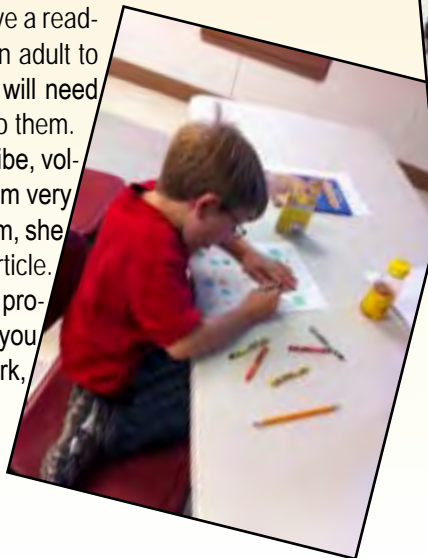 ve a read-
n adult to
will need
o them.
ibe, vol-
m very
m, she
rticle.
pro-
you
rk,